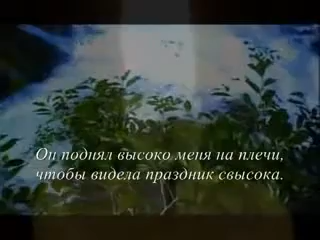 Он поднял высоко меня на плечи,
чтобы видела праздник свысока.